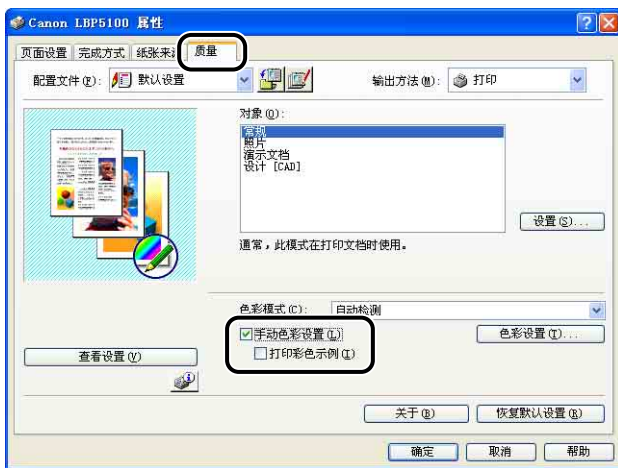 Canon LBP5100 属性
页面设置 完成方式 纸张来 质量
配置文件(F): 默认设置 输出方法(M): 打印
对象(O):
常规
照片
演示文档
设计 [CAD]
设置(S)...
通常，此模式在打印文档时使用。
色彩模式(C): 自动检测
手动色彩设置(L) 色彩设置(T)...
打印彩色示例(I)
查看设置(V)
关于(B) 恢复默认设置(R)
确定 取消 帮助